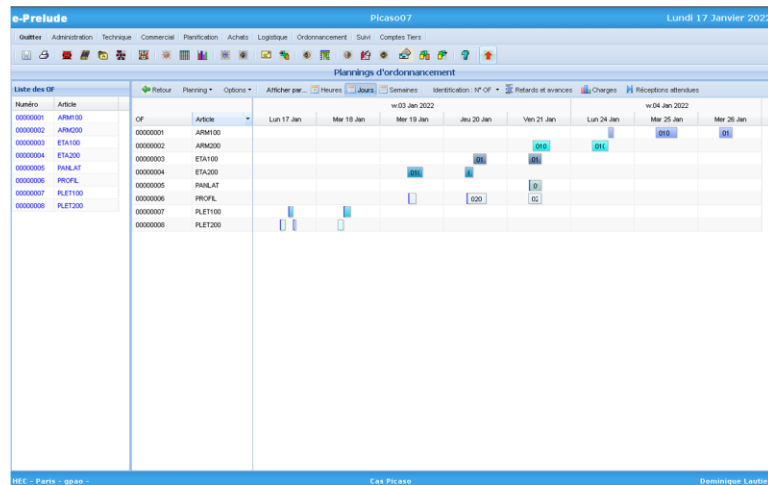 e-Prelude Picaso07 Lundi 17 Janvier 2022
Quitter Administration Technique Commercial Planification Achats Logistique Ordonnancement Suivi Comptes Tiers
Plannings d'ordonnancement
Liste des OF
Retour Planning Options Afficher par... Heures Jours Semaines Identification : N° OF Retards et avances Charges Réceptions attendues
Numéro Article
w.03 Jan 2022 w.04 Jan 2022
OF Article Lun 17 Jan Mar 18 Jan Mer 19 Jan Jeu 20 Jan Ven 21 Jan Lun 24 Jan Mar 25 Jan Mer 26 Jan
00000001 ARM100
00000002 ARM200
00000003 ETA100
00000004 ETA200
00000005 PANLAT
00000006 PROFIL
00000007 PLET100
00000008 PLET200
00000001 ARM100 010 01
00000002 ARM200 010 01
00000003 ETA100 01 01
00000004 ETA200 01
00000005 PANLAT 0
00000006 PROFIL 020 02
00000007 PLET100
00000008 PLET200
HEC - Paris - gpao - Cas Picaso Dominique Lautie